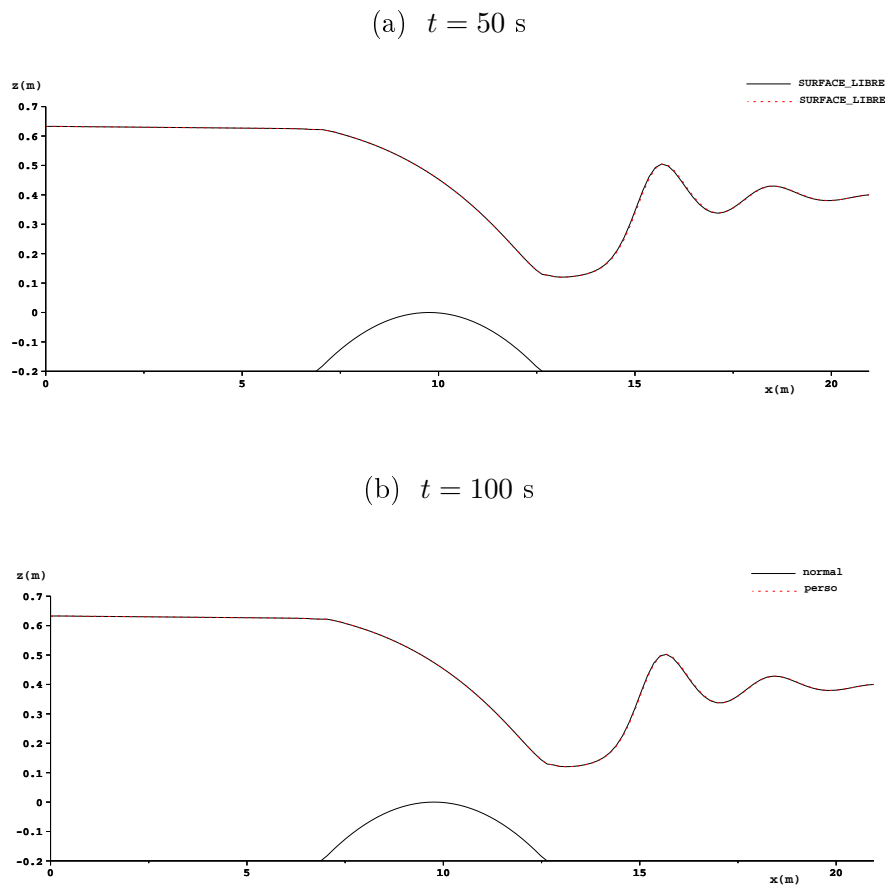 (a) t = 50 s
z(m)
SURFACE_LIBRE
SURFACE_LIBRE
0.7
0.6
0.5
0.4
0.3
0.2
0.1
0
-0.1
-0.2
0 5 10 15 20
x(m)
(b) t = 100 s
z(m)
normal
perso
0.7
0.6
0.5
0.4
0.3
0.2
0.1
0
-0.1
-0.2
0 5 10 15 20
x(m)